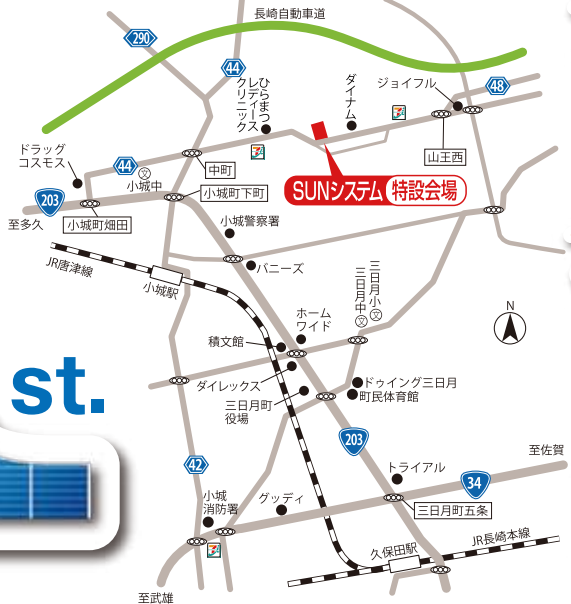 長崎自動車道
290
44
ひらまつ
レディース
クリニック
ダイナム
ジョイフル
48
ドラッグ
コスモス
44
文
小城中
中町
山王西
SUNシステム 特設会場
203
小城町下町
至多久
小城町畑田
小城警察署
JR唐津線
小城駅
バニーズ
三日月小 文
三日月中 文
N
ホーム
ワイド
積文館
st.
ダイレックス
三日月町
役場
ドゥイング三日月
町民体育館
203
42
トライアル
至佐賀
34
小城
消防署
グッディ
三日月町五条
久保田駅
JR長崎本線
至武雄